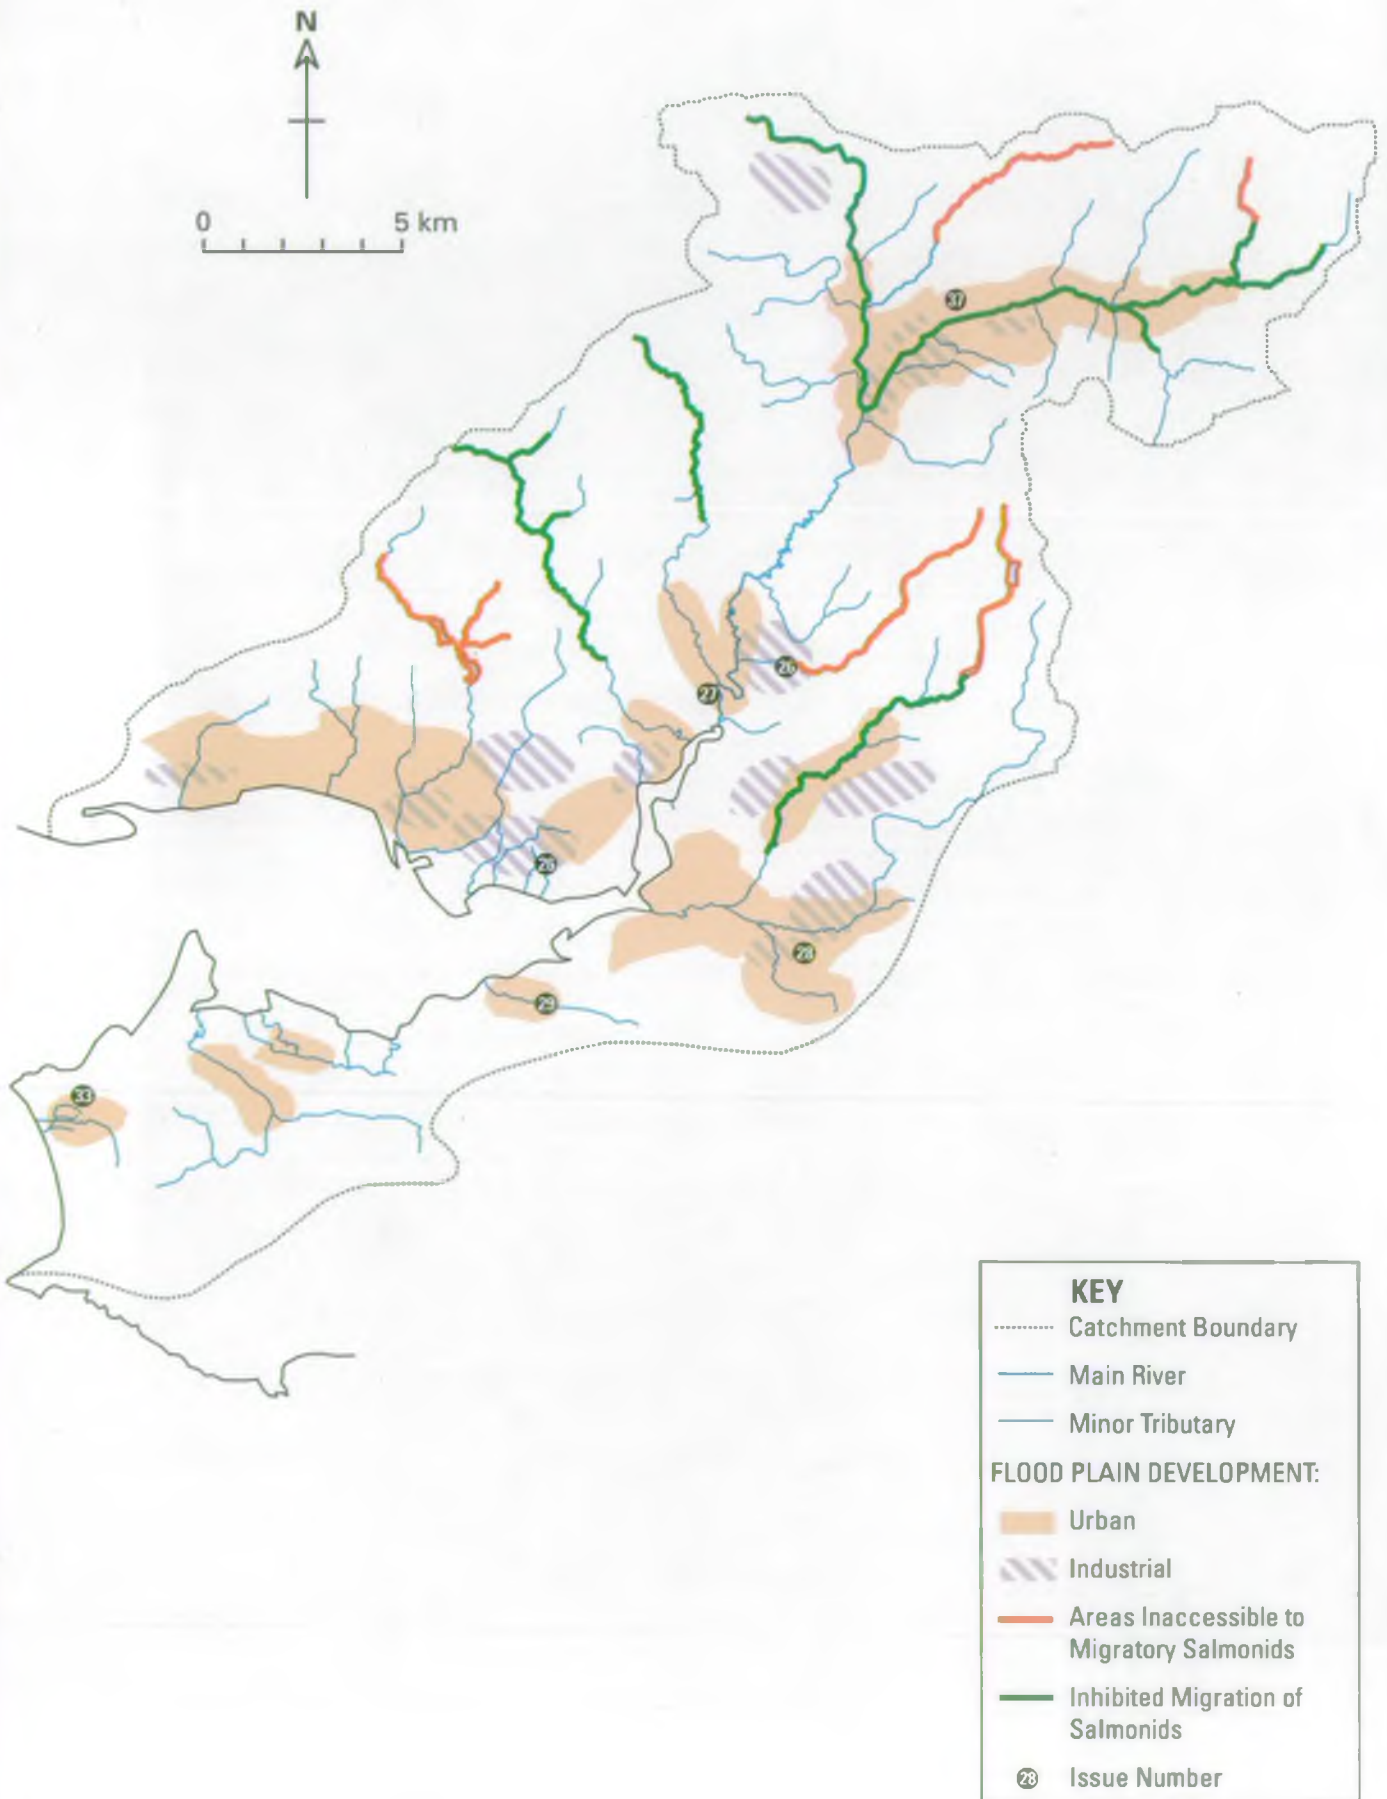 N
0 5 km
37
26
27
28
29
33
KEY
Catchment Boundary
Main River
Minor Tributary
FLOOD PLAIN DEVELOPMENT:
Urban
Industrial
Areas Inaccessible to
Migratory Salmonids
Inhibited Migration of
Salmonids
28 Issue Number